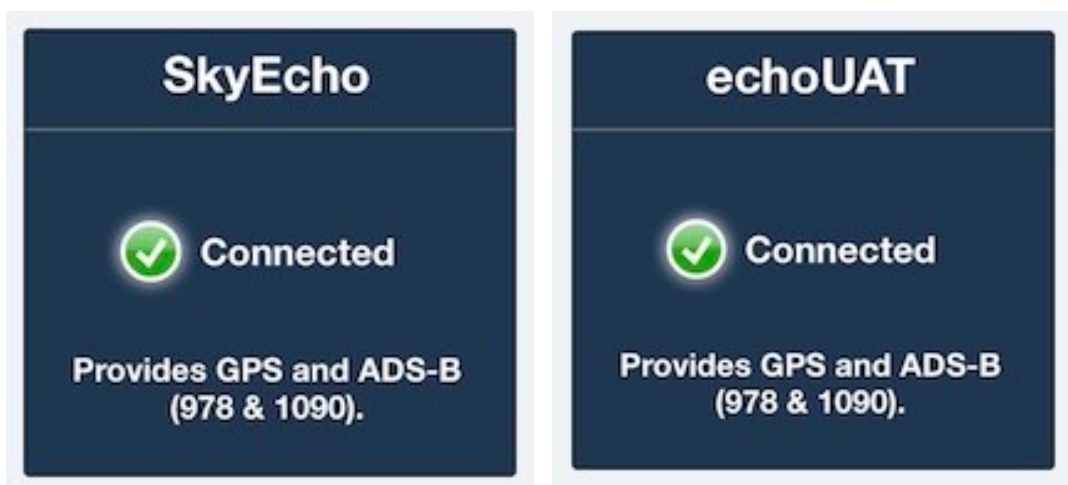 SkyEcho
Connected
Provides GPS and ADS-B
(978 & 1090).
echoUAT
Connected
Provides GPS and ADS-B
(978 & 1090).